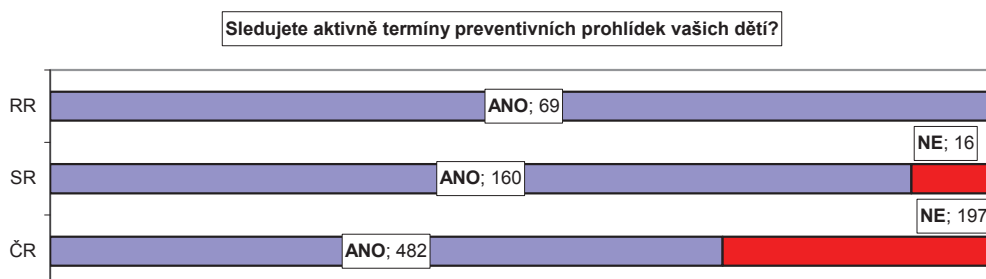 Sledujete aktivně termíny preventivních prohlídek vašich dětí?
RR
ANO; 69
NE; 16
SR
ANO; 160
NE; 197
ČR
ANO; 482